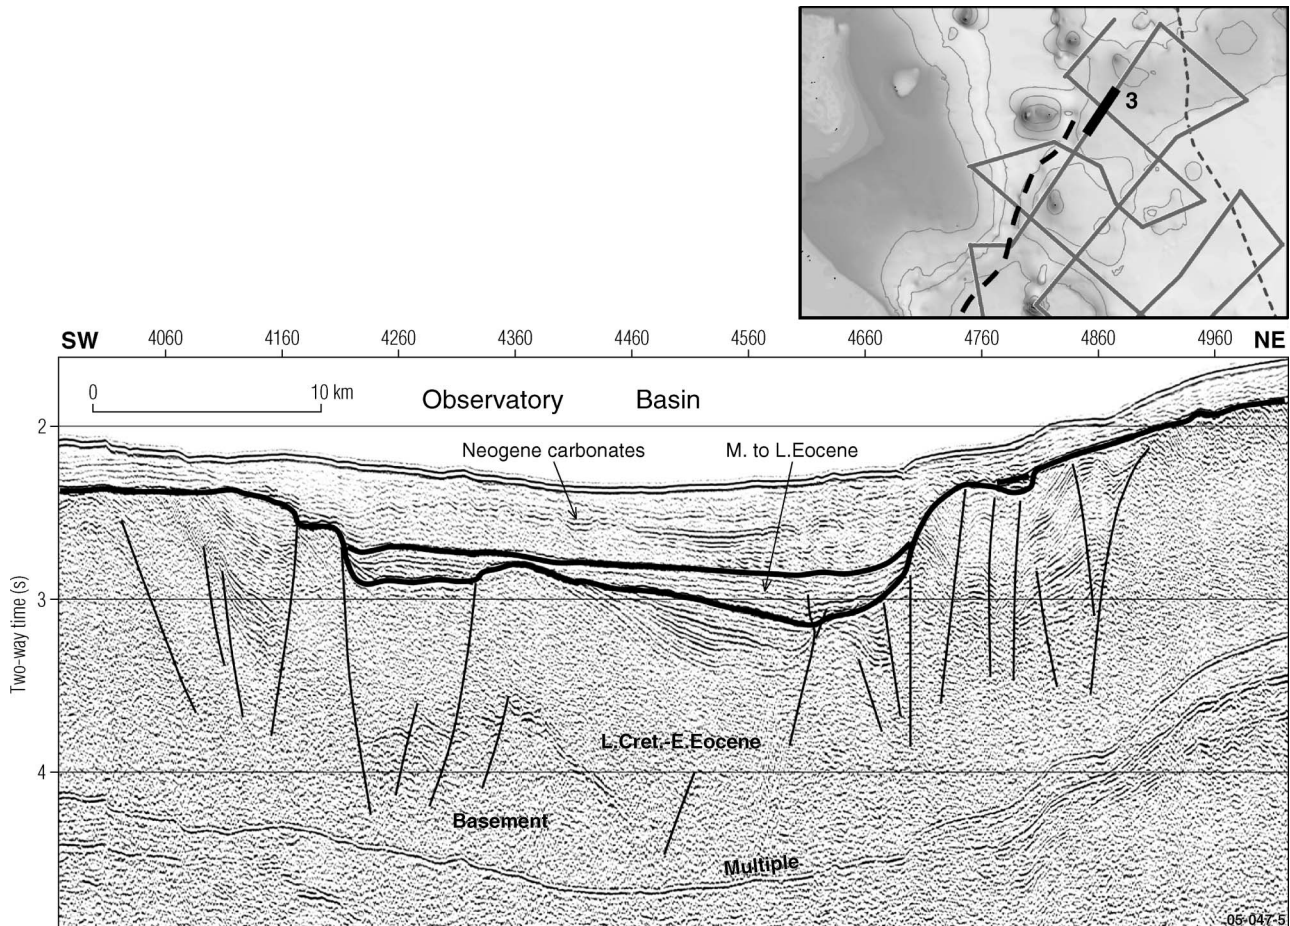 3
SW 4060 4160 4260 4360 4460 4560 4660 4760 4860 4960 NE
0 10 km
Observatory Basin
2
Neogene carbonates M. to L.Eocene
Two-way time (s)
3
L.Cret.-E.Eocene
4
Basement
Multiple
05-047-5